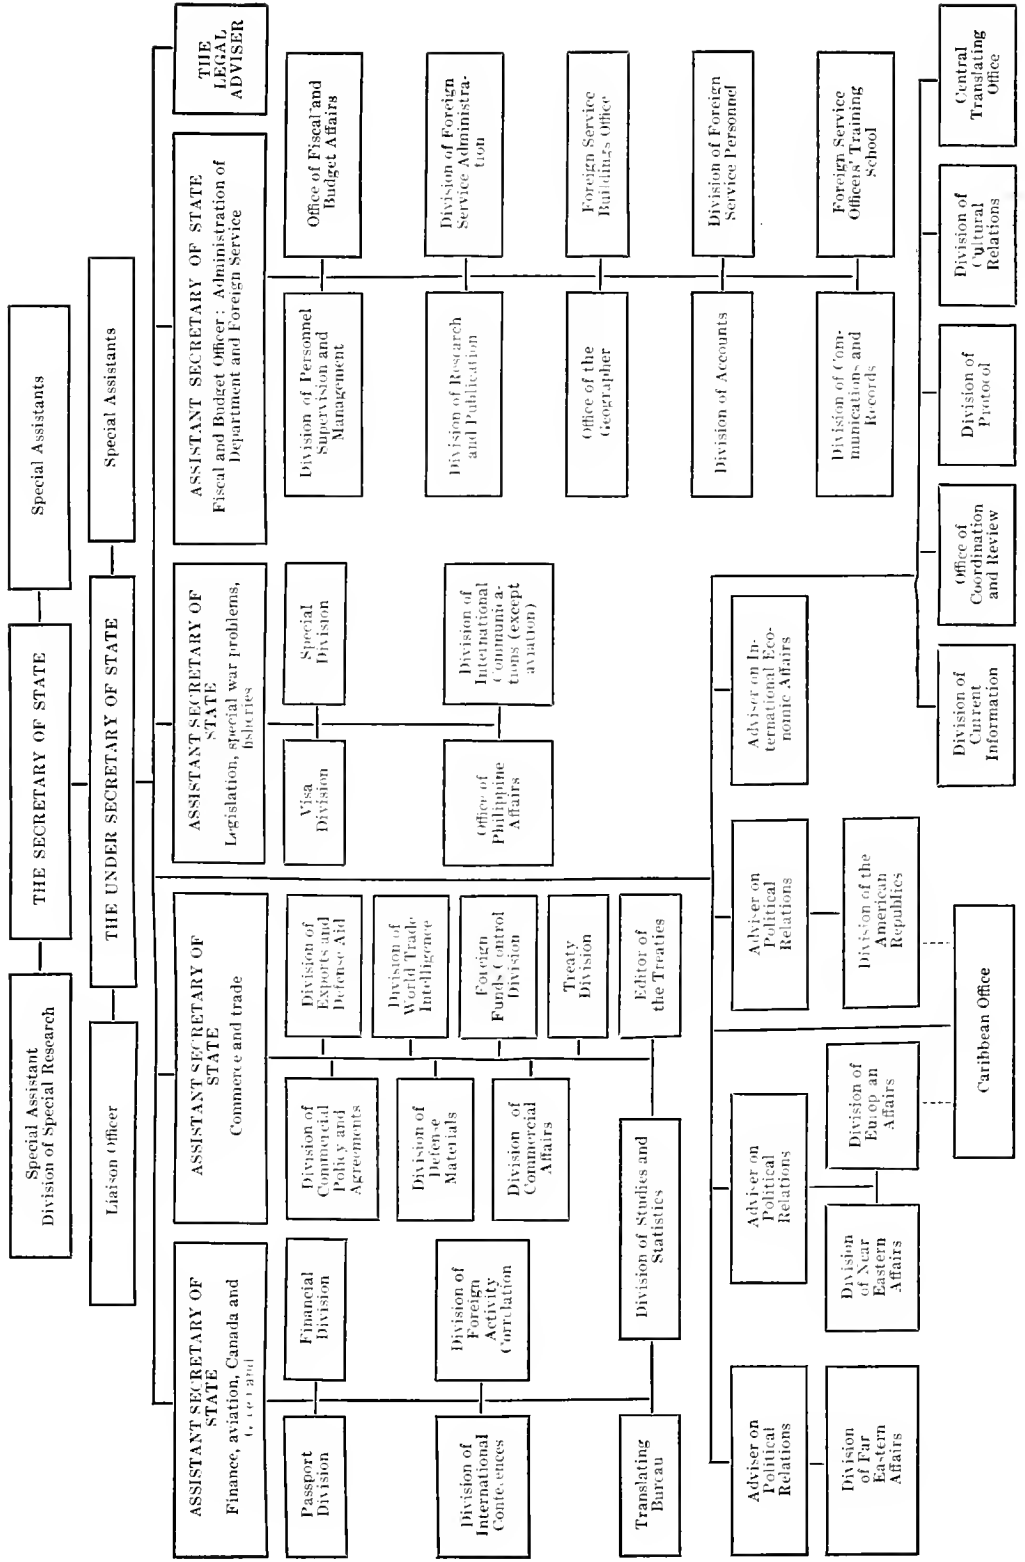 Special Assistant
Division of Special Research
THE SECRETARY OF STATE
Special Assistants
Liaison Officer
THE UNDER SECRETARY OF STATE
Special Assistants
ASSISTANT SECRETARY OF
STATE
Finance, aviation, Canada and
ASSISTANT SECRETARY OF
STATE
Commerce and trade
ASSISTANT SECRETARY OF
STATE
Legislation, special war problems,
fisheries
ASSISTANT SECRETARY OF STATE
Fiscal and Budget Officer: Administration of
Department and Foreign Service
THE
LEGAL
ADVISER
Passport
Division
Financial
Division
Division of
International
Conferences
Division of
Foreign
Activity
Correlation
Translating
Bureau
Division of Studies and
Statistics
Division of
Commercial
Policy and
Agreements
Division of
Exports and
Defense Aid
Division of
Defense
Materials
Division of
World Trade
Intelligence
Division of
Commercial
Affairs
Foreign
Funds Control
Division
Treaty
Division
Editor of
the Treaties
Visa
Division
Special
Division
Office of
Philippine
Affairs
Division of
International
Communica-
tions (except
aviation)
Division of Personnel
Supervision and
Management
Office of Fiscal and
Budget Affairs
Division of Research
and Publication
Division of Foreign
Service Administra-
tion
Office of the
Geographer
Foreign Service
Buildings Office
Division of Accounts
Division of Foreign
Service Personnel
Division of Com-
munications and
Records
Foreign Service
Officers' Training
School
Adviser on
Political
Relations
Division
of Far
Eastern
Affairs
Adviser on
Political
Relations
Division
of Near
Eastern
Affairs
Division of
Europ an
Affairs
Adviser on
Political
Relations
Division of the
American
Republics
Caribbean Office
Adviser on In-
ternational Eco-
nomic Affairs
Division of
Current
Information
Office of
Coordination
and Review
Division of
Protocol
Division of
Cultural
Relations
Central
Translating
Office